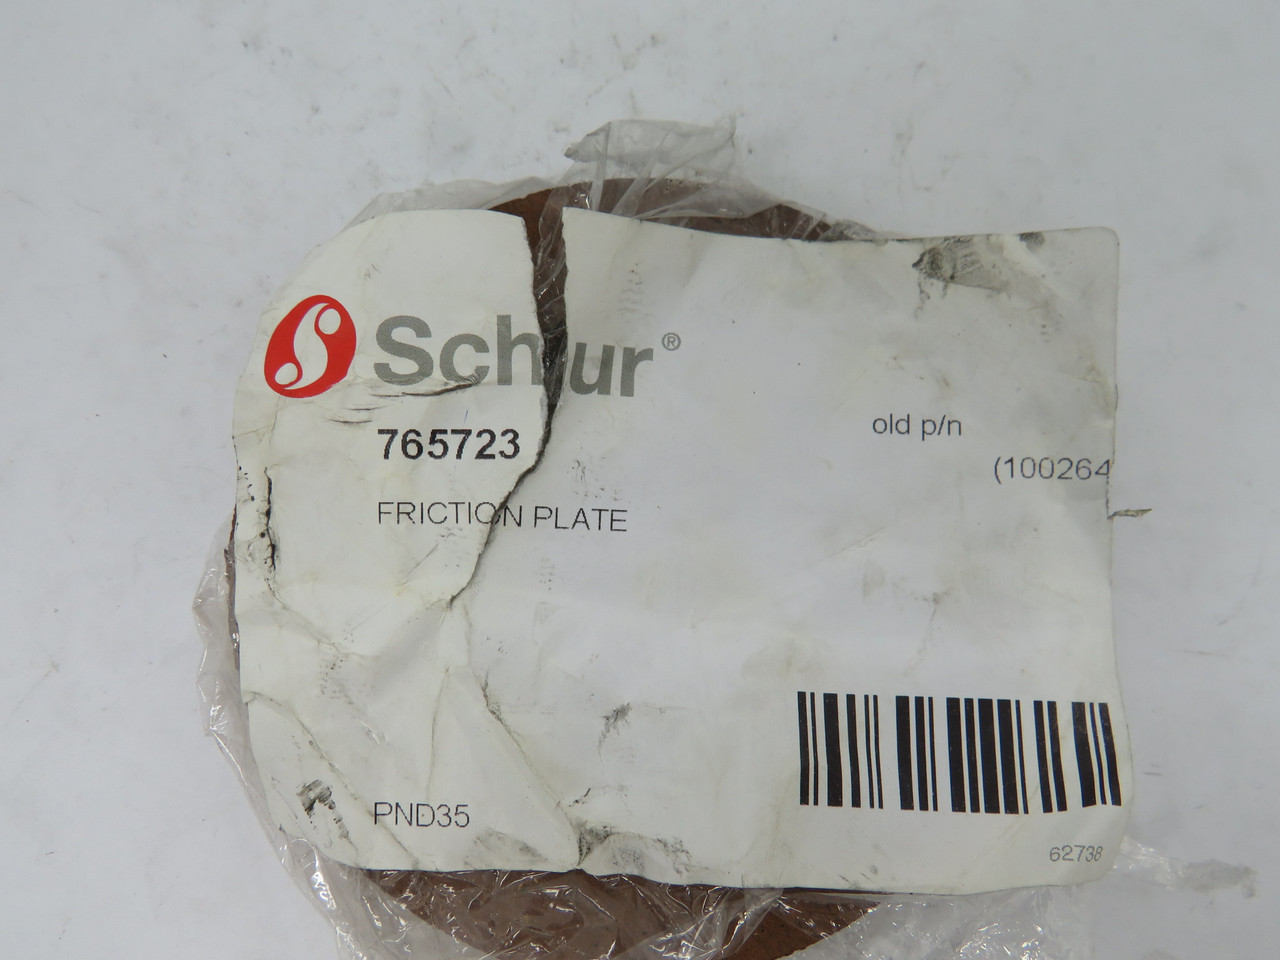 Schur®
765723
old p/n
(100264
FRICTION PLATE
PND35
62738